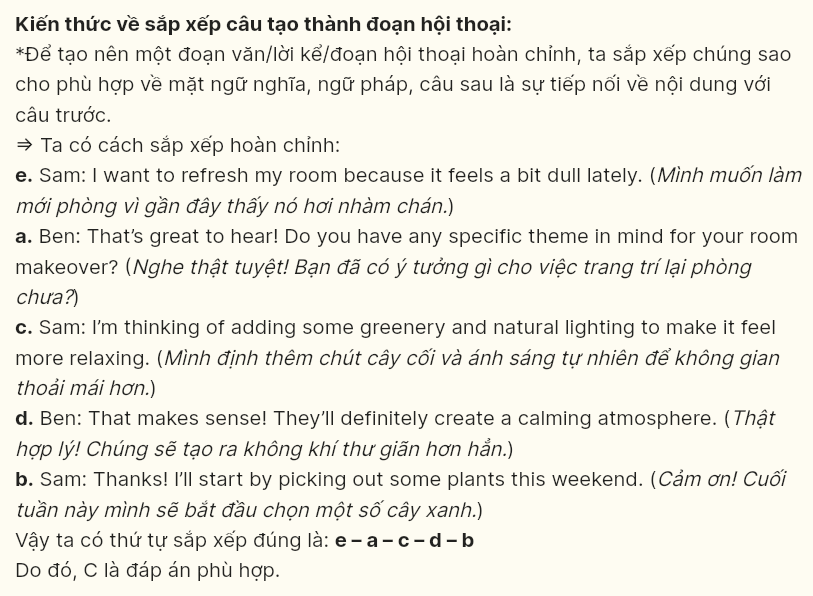 Kiến thức về sắp xếp câu tạo thành đoạn hội thoại:
*Để tạo nên một đoạn văn/lời kể/đoạn hội thoại hoàn chỉnh, ta sắp xếp chúng sao
cho phù hợp về mặt ngữ nghĩa, ngữ pháp, câu sau là sự tiếp nối về nội dung với
câu trước.
⇒ Ta có cách sắp xếp hoàn chỉnh:
e. Sam: I want to refresh my room because it feels a bit dull lately. (Mình muốn làm
mới phòng vì gần đây thấy nó hơi nhàm chán.)
a. Ben: That’s great to hear! Do you have any specific theme in mind for your room
makeover? (Nghe thật tuyệt! Bạn đã có ý tưởng gì cho việc trang trí lại phòng
chưa?)
c. Sam: I’m thinking of adding some greenery and natural lighting to make it feel
more relaxing. (Mình định thêm chút cây cối và ánh sáng tự nhiên để không gian
thoải mái hơn.)
d. Ben: That makes sense! They’ll definitely create a calming atmosphere. (Thật
hợp lý! Chúng sẽ tạo ra không khí thư giãn hơn hẳn.)
b. Sam: Thanks! I’ll start by picking out some plants this weekend. (Cảm ơn! Cuối
tuần này mình sẽ bắt đầu chọn một số cây xanh.)
Vậy ta có thứ tự sắp xếp đúng là: e – a – c – d – b
Do đó, C là đáp án phù hợp.